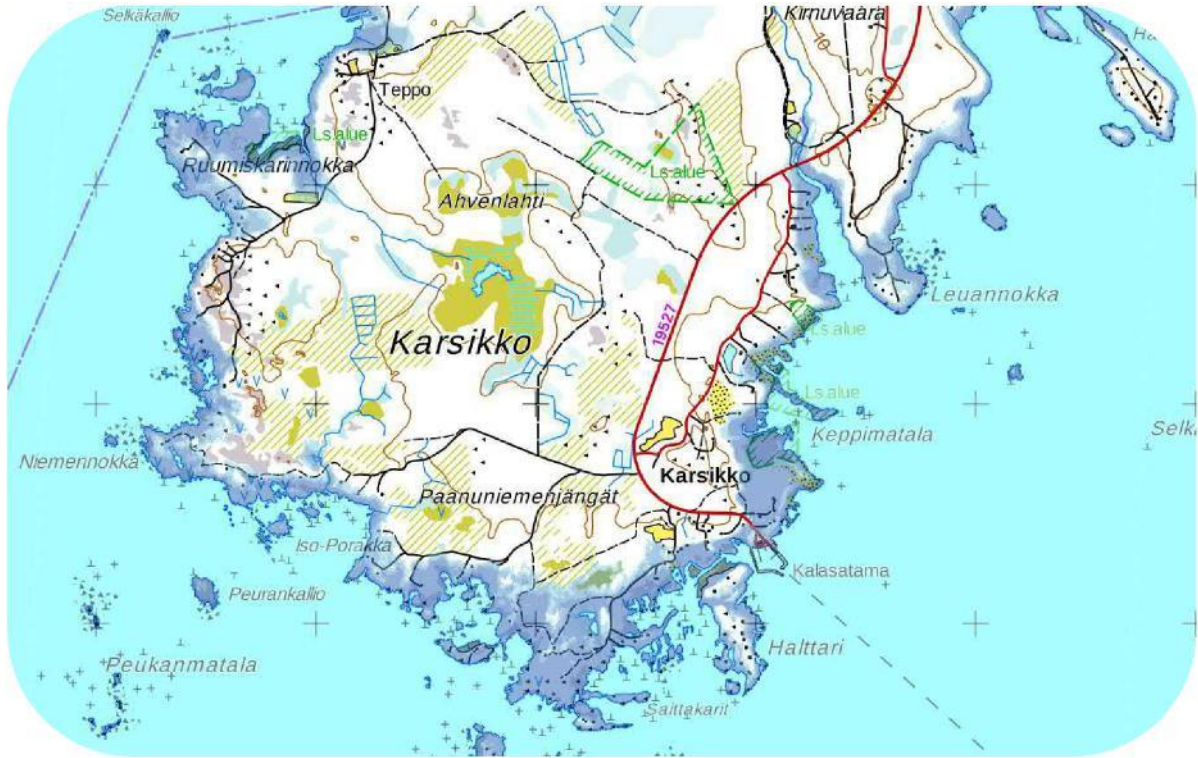 Selkäkallio
Kirnuvaara
10
Teppo
Ls.alue
Ruumiskarinnokka
Ls.alue
Ahvenlahti
Leuannokka
19527
Ls.alue
Karsikko
Ls.alue
Keppimatala
Niemennokka
Karsikko
Paanuniemenjängät
Iso-Porakka
Kalasatama
Peurankallio
Halttari
Peukanmatala
Saittakarit